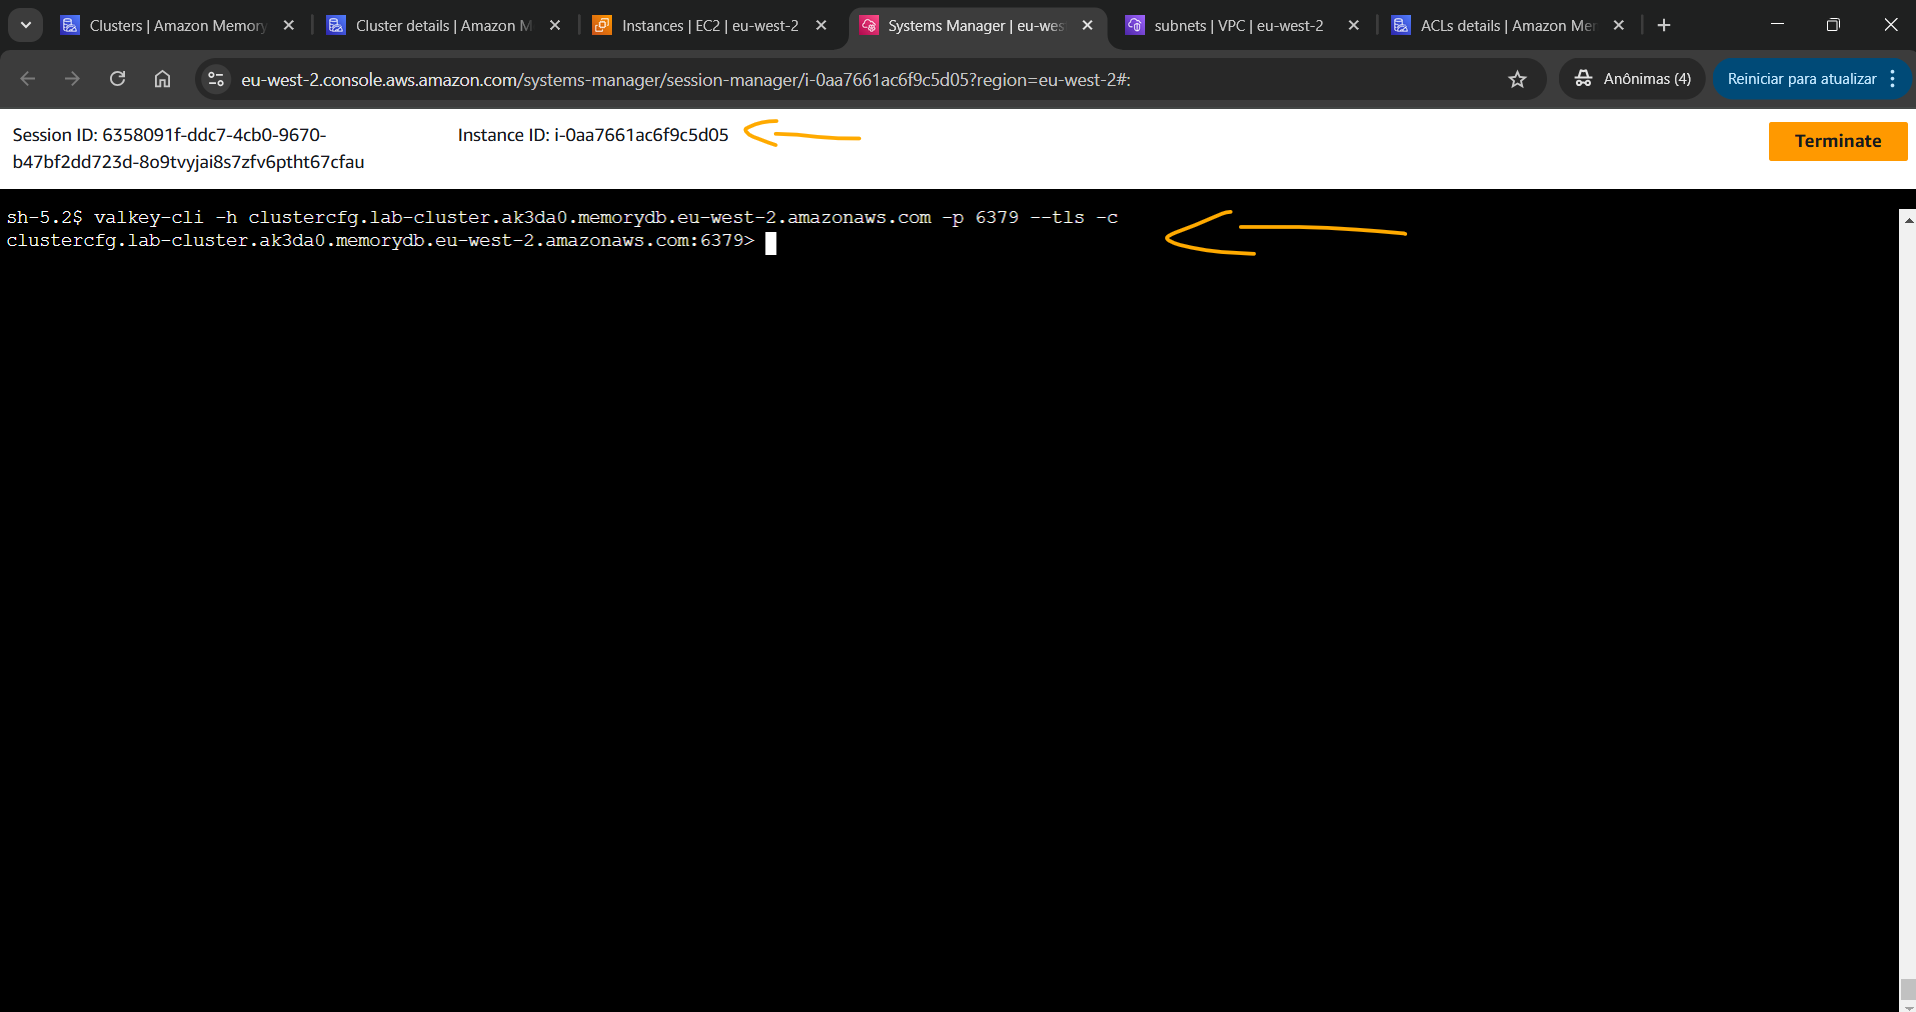 Clusters | Amazon Memory
Cluster details | Amazon M
Instances | EC2 | eu-west-2
Systems Manager | eu-wes
subnets | VPC | eu-west-2
ACLs details | Amazon Mem
eu-west-2.console.aws.amazon.com/systems-manager/session-manager/i-0aa7661ac6f9c5d05?region=eu-west-2#:
Anônimas (4)
Reiniciar para atualizar
Session ID: 6358091f-ddc7-4cb0-9670-
b47bf2dd723d-8o9tvyjai8s7zfv6ptht67cfau
Instance ID: i-0aa7661ac6f9c5d05
Terminate
sh-5.2$ valkey-cli -h clustercfg.lab-cluster.ak3da0.memorydb.eu-west-2.amazonaws.com -p 6379 --tls -c
clustercfg.lab-cluster.ak3da0.memorydb.eu-west-2.amazonaws.com:6379>